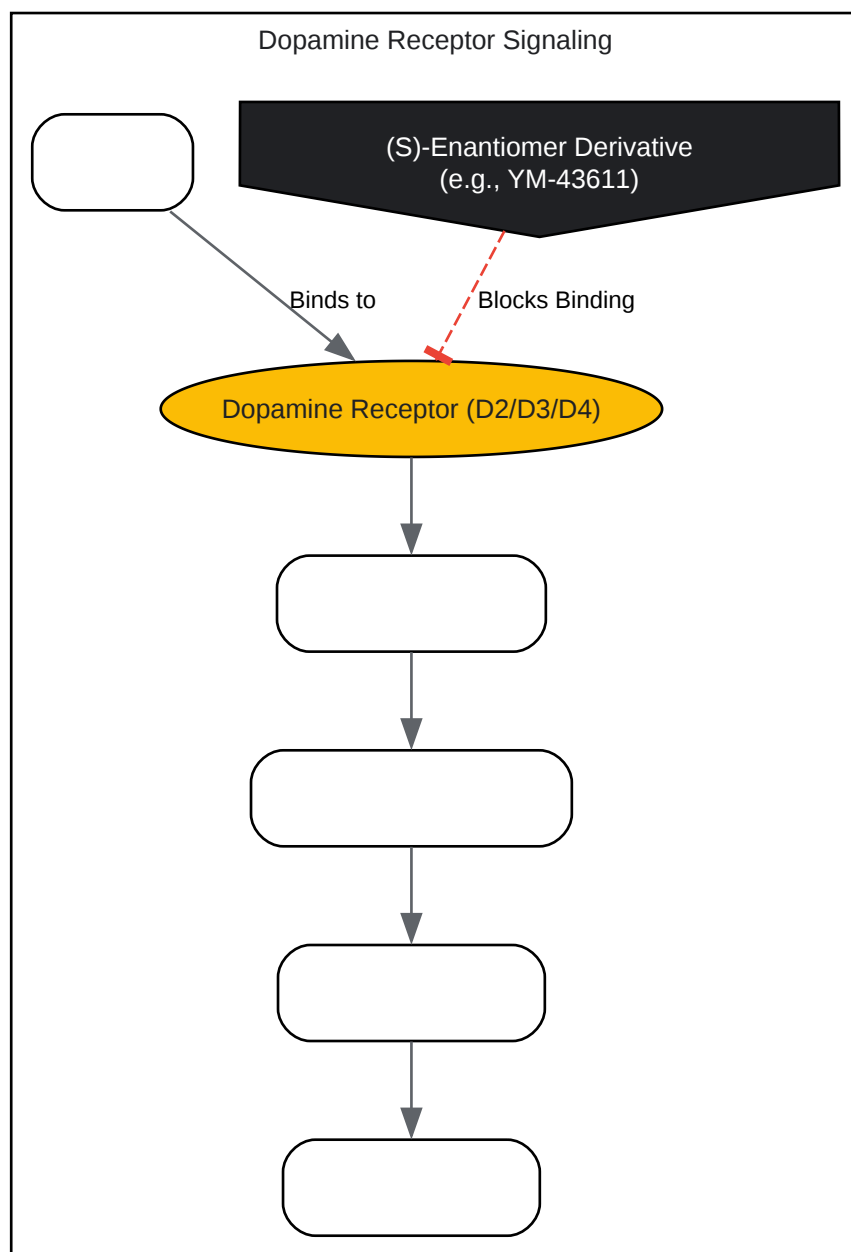 Dopamine Receptor Signaling
(S)-Enantiomer Derivative
(e.g., YM-43611)
Binds to
Blocks Binding
Dopamine Receptor (D2/D3/D4)